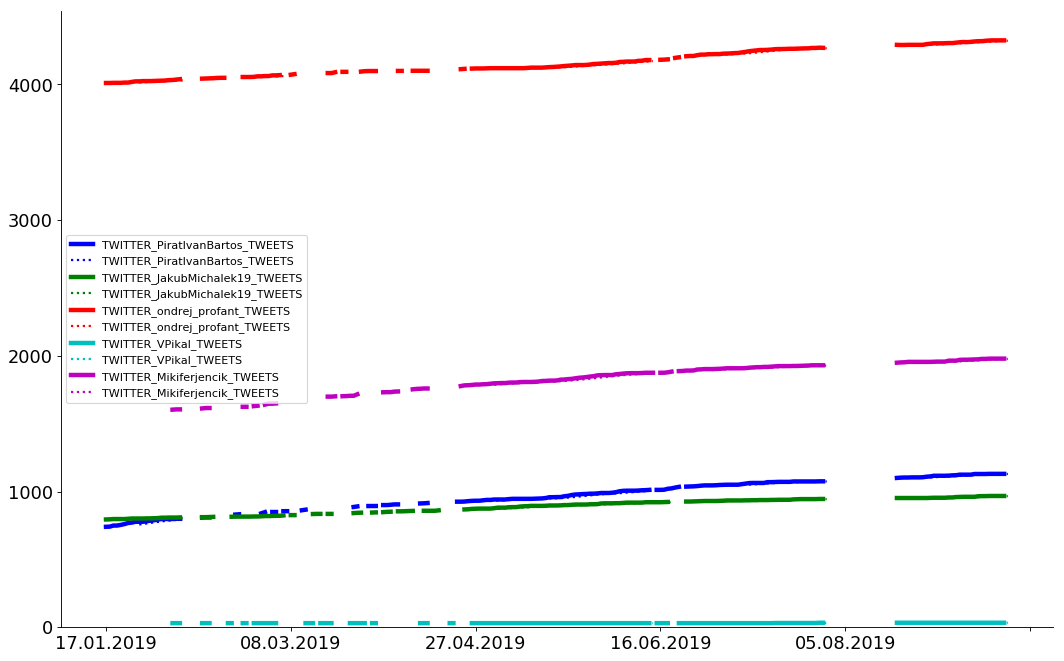 4000
3000
2000
1000
0
TWITTER_PiratIvanBartos_TWEETS
TWITTER_PiratIvanBartos_TWEETS
TWITTER_JakubMichalek19_TWEETS
TWITTER_JakubMichalek19_TWEETS
TWITTER_ondrej_profant_TWEETS
TWITTER_ondrej_profant_TWEETS
TWITTER_VPikal_TWEETS
TWITTER_VPikal_TWEETS
TWITTER_Mikiferjencik_TWEETS
TWITTER_Mikiferjencik_TWEETS
17.01.2019 08.03.2019 27.04.2019 16.06.2019 05.08.2019